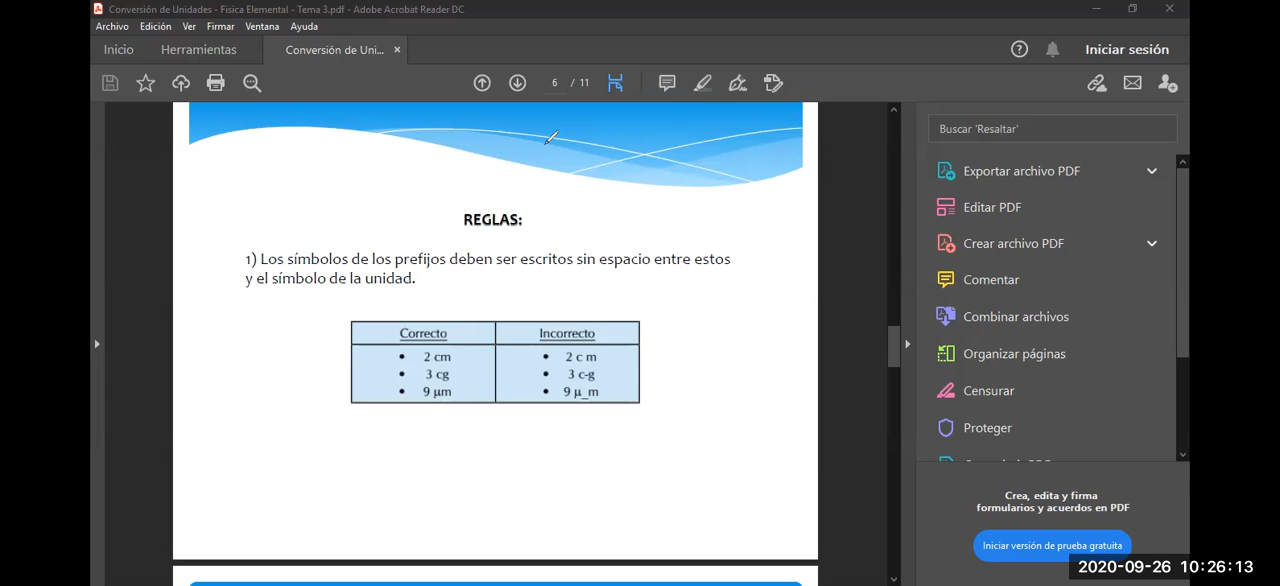 Conversión de Unidades - Fisica Elemental - Tema 3.pdf - Adobe Acrobat Reader DC
Archivo Edición Ver Firmar Ventana Ayuda
Inicio Herramientas Conversión de Uni... × Iniciar sesión
6 / 11
REGLAS:
1) Los símbolos de los prefijos deben ser escritos sin espacio entre estos
y el símbolo de la unidad.
Correcto Incorrecto
• 2 cm • 2 c m
• 3 cg • 3 c-g
• 9 μm • 9 μ_m
Buscar 'Resaltar'
Exportar archivo PDF
Editar PDF
Crear archivo PDF
Comentar
Combinar archivos
Organizar páginas
Censurar
Proteger
Crea, edita y firma
formularios y acuerdos en PDF
Iniciar versión de prueba gratuita
2020-09-26 10:26:13